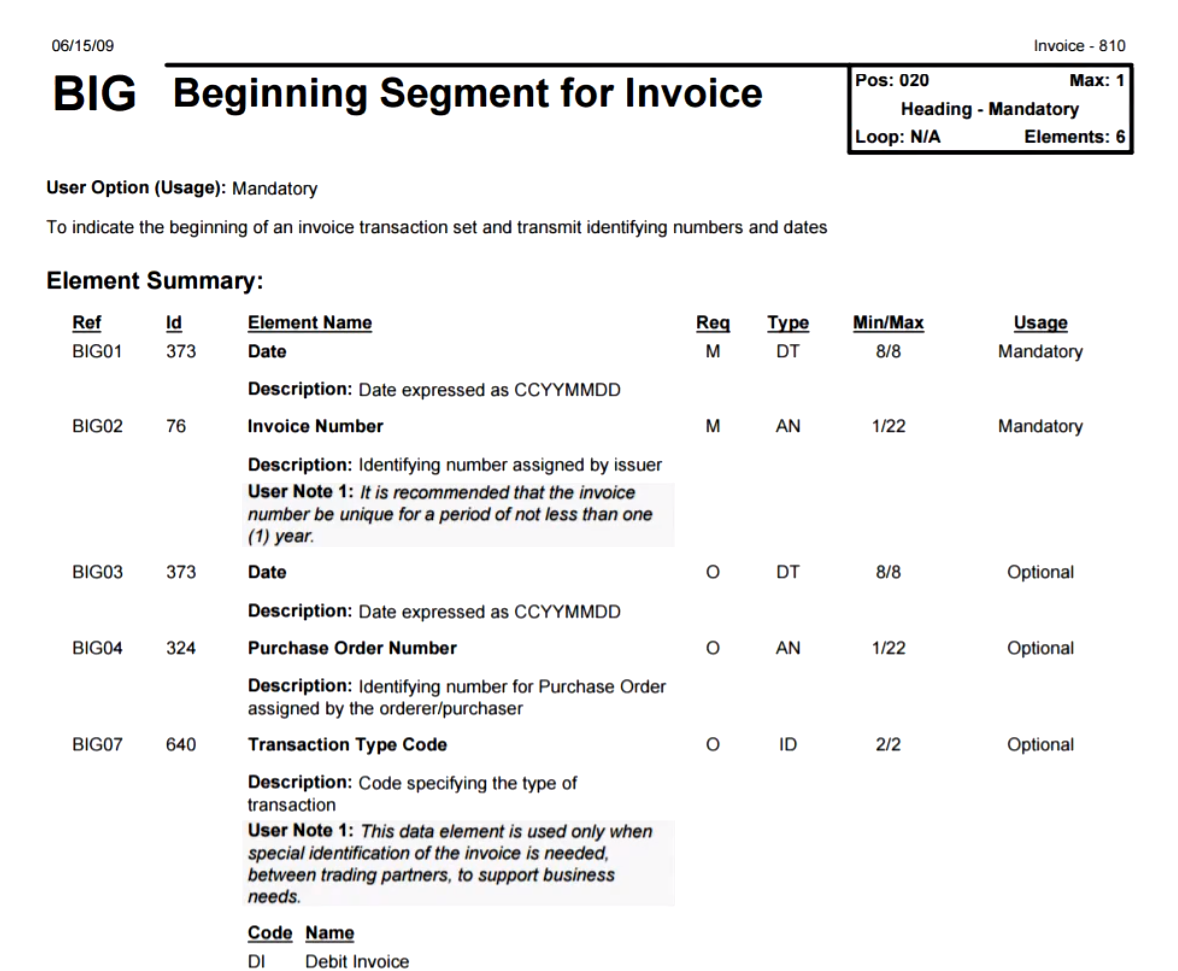 06/15/09 Invoice - 810
BIG Beginning Segment for Invoice
Pos: 020 Max: 1
Heading - Mandatory
Loop: N/A Elements: 6
User Option (Usage): Mandatory
To indicate the beginning of an invoice transaction set and transmit identifying numbers and dates
Element Summary:
Ref Id Element Name Req Type Min/Max Usage
BIG01 373 Date M DT 8/8 Mandatory
Description: Date expressed as CCYYMMDD
BIG02 76 Invoice Number M AN 1/22 Mandatory
Description: Identifying number assigned by issuer
User Note 1: It is recommended that the invoice
number be unique for a period of not less than one
(1) year.
BIG03 373 Date O DT 8/8 Optional
Description: Date expressed as CCYYMMDD
BIG04 324 Purchase Order Number O AN 1/22 Optional
Description: Identifying number for Purchase Order
assigned by the orderer/purchaser
BIG07 640 Transaction Type Code O ID 2/2 Optional
Description: Code specifying the type of
transaction
User Note 1: This data element is used only when
special identification of the invoice is needed,
between trading partners, to support business
needs.
Code Name
DI Debit Invoice